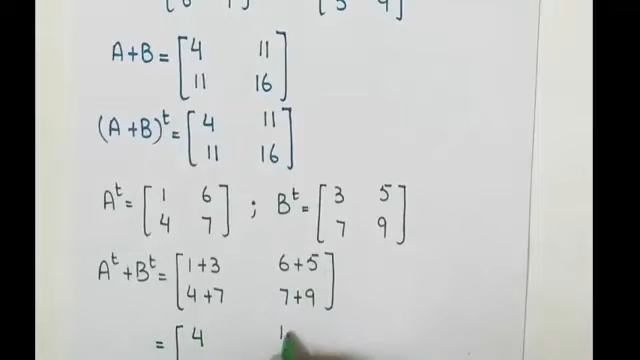 A+B = [4 11
11 16]
(A+B)^t = [4 11
11 16]
A^t = [1 6 ; B^t = [3 5
4 7] 7 9]
A^t+B^t = [1+3 6+5
4+7 7+9]
= [4 1